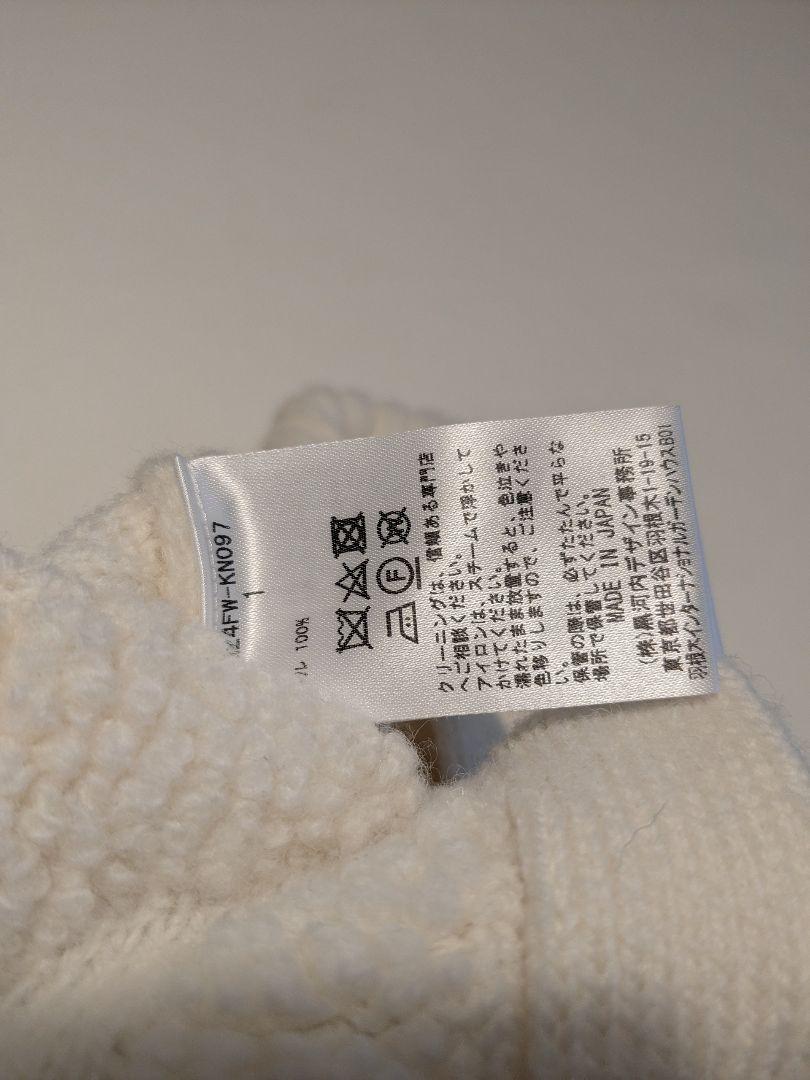 24FW-KN097
1
ル 100%
F
W
クリーニングは、信頼ある専門店
へご相談ください。
アイロンは、スチームで浮かして
かけてください。
濡れたまま放置すると、色泣きや
色移りしますので、ご注意くださ
い。
保管の際は、必ずたたんで平らな
場所で保管してください。
MADE IN JAPAN
(株)黒河内デザイン事務所
東京都世田谷区羽根木1-19-15
羽根木インターナショナルガーデンハウスB01